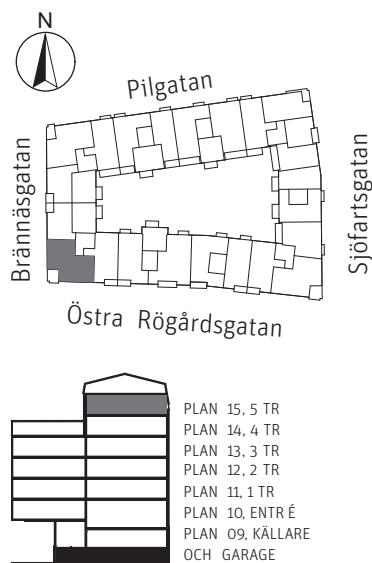 N
Pilgatan
Brännäsgatan
Sjöfartsgatan
Östra Rögårdsgatan
PLAN 15, 5 TR
PLAN 14, 4 TR
PLAN 13, 3 TR
PLAN 12, 2 TR
PLAN 11, 1 TR
PLAN 10, ENTRÉ
PLAN 09, KÄLLARE
OCH GARAGE